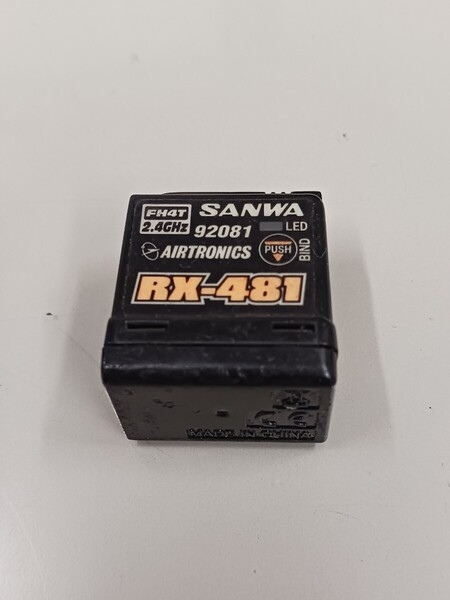 FH4T SANWA
2.4GHz 92081 LED
AIRTRONICS PUSH BIND
RX-481
MADE IN CHINA